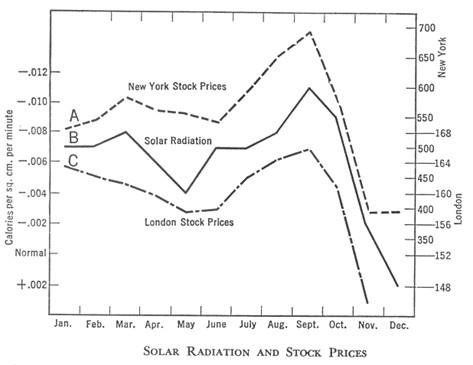 Calories per sq. cm. per minute
–.012
–.010
–.008
–.006
–.004
–.002
Normal
+.002
A
B
C
New York Stock Prices
Solar Radiation
London Stock Prices
New York
700
650
600
550
500
450
400
350
London
168
164
160
156
152
148
Jan. Feb. Mar. Apr. May June July Aug. Sept. Oct. Nov. Dec.
SOLAR RADIATION AND STOCK PRICES